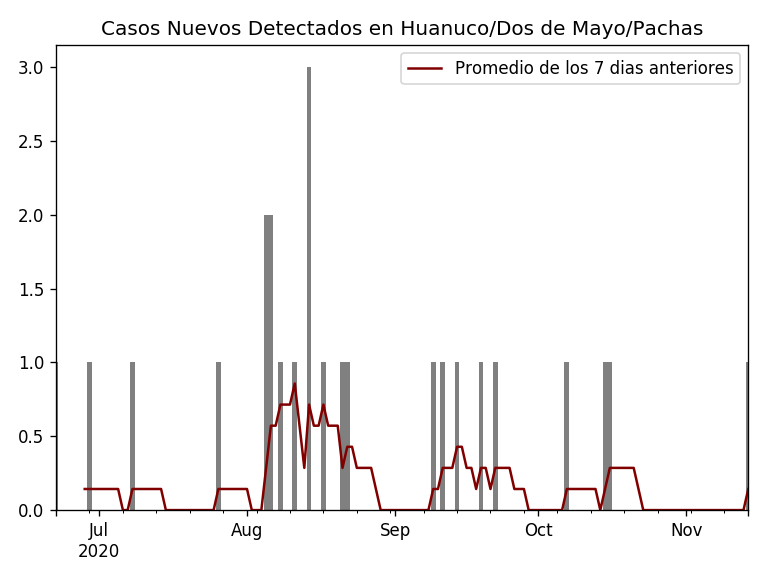 Casos Nuevos Detectados en Huanuco/Dos de Mayo/Pachas
Promedio de los 7 dias anteriores
3.0
2.5
2.0
1.5
1.0
0.5
0.0
Jul Aug Sep Oct Nov
2020